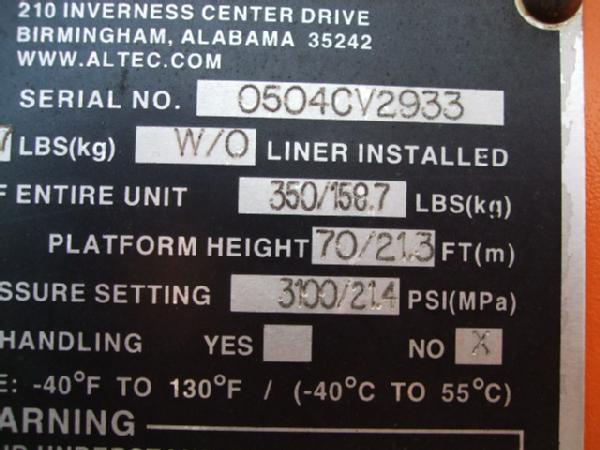 210 INVERNESS CENTER DRIVE
BIRMINGHAM, ALABAMA 35242
WWW.ALTEC.COM
SERIAL NO. 0504CV2933
7 LBS(kg) W/O LINER INSTALLED
F ENTIRE UNIT 350/158.7 LBS(kg)
PLATFORM HEIGHT 70/21.3 FT(m)
SSURE SETTING 3100/21.4 PSI(MPa)
HANDLING YES NO X
E: -40°F TO 130°F / (-40°C TO 55°C)
ARNING